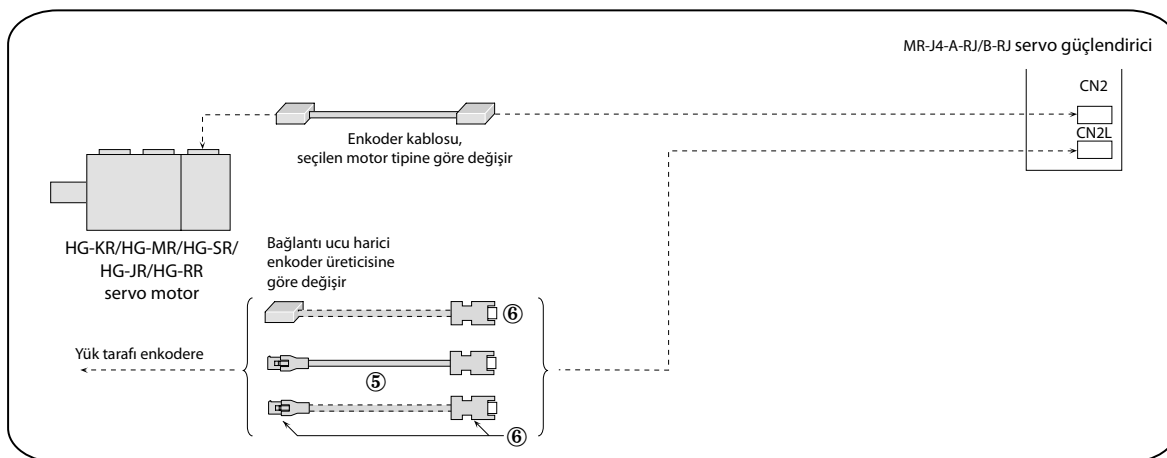 MR-J4-A-RJ/B-RJ servo güçlendirici
CN2
CN2L
Enkoder kablosu,
seçilen motor tipine göre değişir
HG-KR/HG-MR/HG-SR/
HG-JR/HG-RR
servo motor
Bağlantı ucu harici
enkoder üreticisine
göre değişir
⑥
Yük tarafı enkodere
⑤
⑥